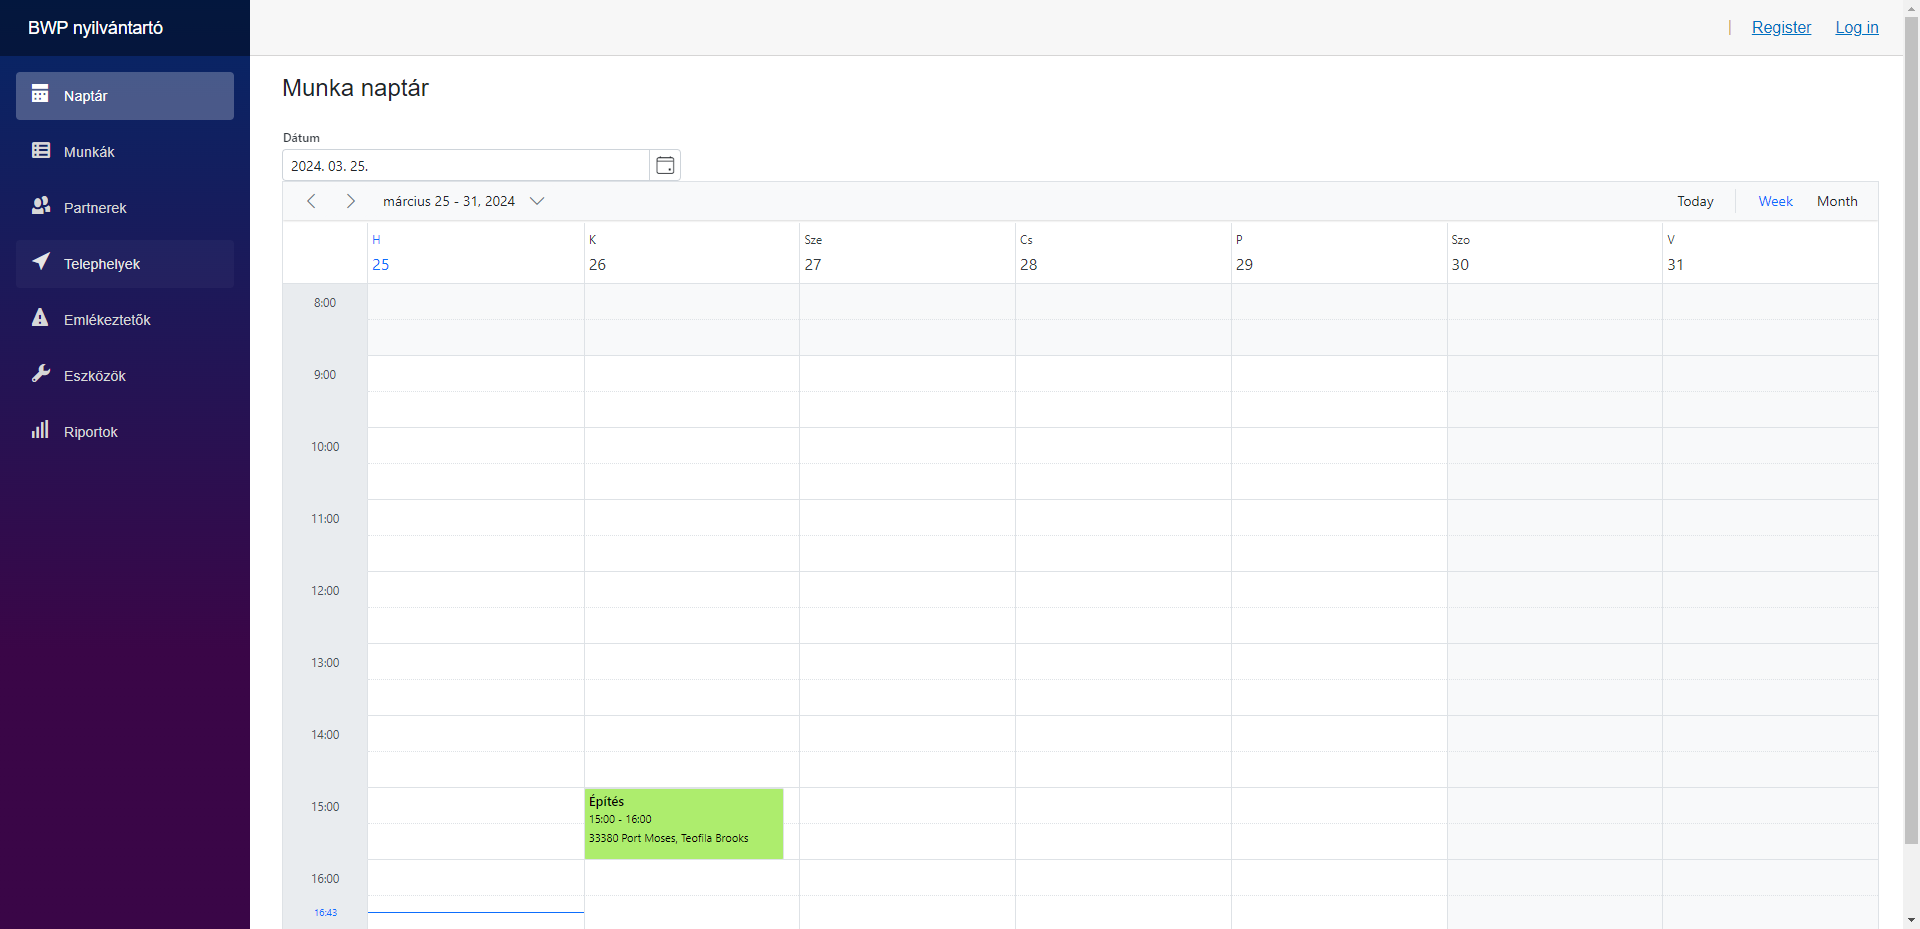 BWP nyilvántartó
Register
Log in
Naptár
Munkák
Partnerek
Telephelyek
Emlékeztetők
Eszközök
Riportok
Munka naptár
Dátum
2024. 03. 25.
március 25 - 31, 2024
Today
Week
Month
H
25
K
26
Sze
27
Cs
28
P
29
Szo
30
V
31
8:00
9:00
10:00
11:00
12:00
13:00
14:00
15:00
Építés
15:00 - 16:00
33380 Port Moses, Teofila Brooks
16:00
16:43